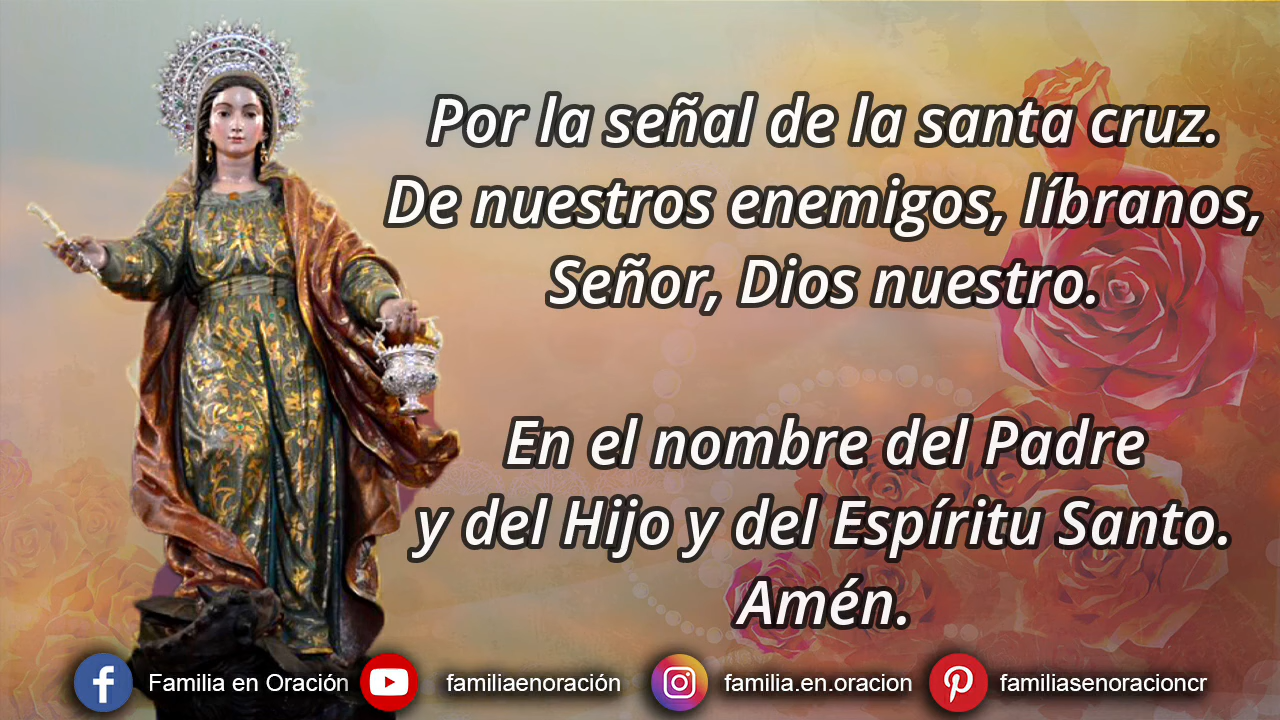 Por la señal de la santa cruz.
De nuestros enemigos, líbranos,
Señor, Dios nuestro.
En el nombre del Padre
y del Hijo y del Espíritu Santo.
Amén.
Familia en Oración
familiaenoración
familia.en.oracion
familiasenoracioncr